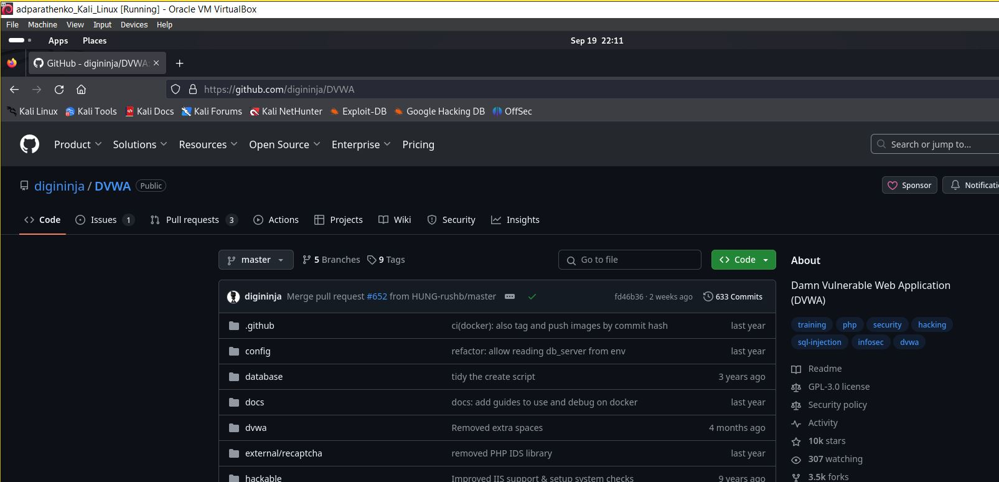 adparathenko_Kali_Linux [Running] - Oracle VM VirtualBox
File Machine View Input Devices Help
Apps Places Sep 19 22:11
GitHub - digininja/DVWA:
https://github.com/digininja/DVWA
Kali Linux Kali Tools Kali Docs Kali Forums Kali NetHunter Exploit-DB Google Hacking DB OffSec
Product Solutions Resources Open Source Enterprise Pricing Search or jump to...
digininja / DVWA Public Sponsor Notificati
Code Issues 1 Pull requests 3 Actions Projects Wiki Security Insights
master 5 Branches 9 Tags Go to file Code
digininja Merge pull request #652 from HUNG-rushb/master fd46b36 · 2 weeks ago 633 Commits
.github ci(docker): also tag and push images by commit hash last year
config refactor: allow reading db_server from env last year
database tidy the create script 3 years ago
docs docs: add guides to use and debug on docker last year
dvwa Removed extra spaces 4 months ago
external/recaptcha removed PHP IDS library last year
hackable Improved IIS support & setup system checks 9 years ago
About
Damn Vulnerable Web Application
(DVWA)
training php security hacking
sql-injection infosec dvwa
Readme
GPL-3.0 license
Security policy
Activity
10k stars
307 watching
3.5k forks